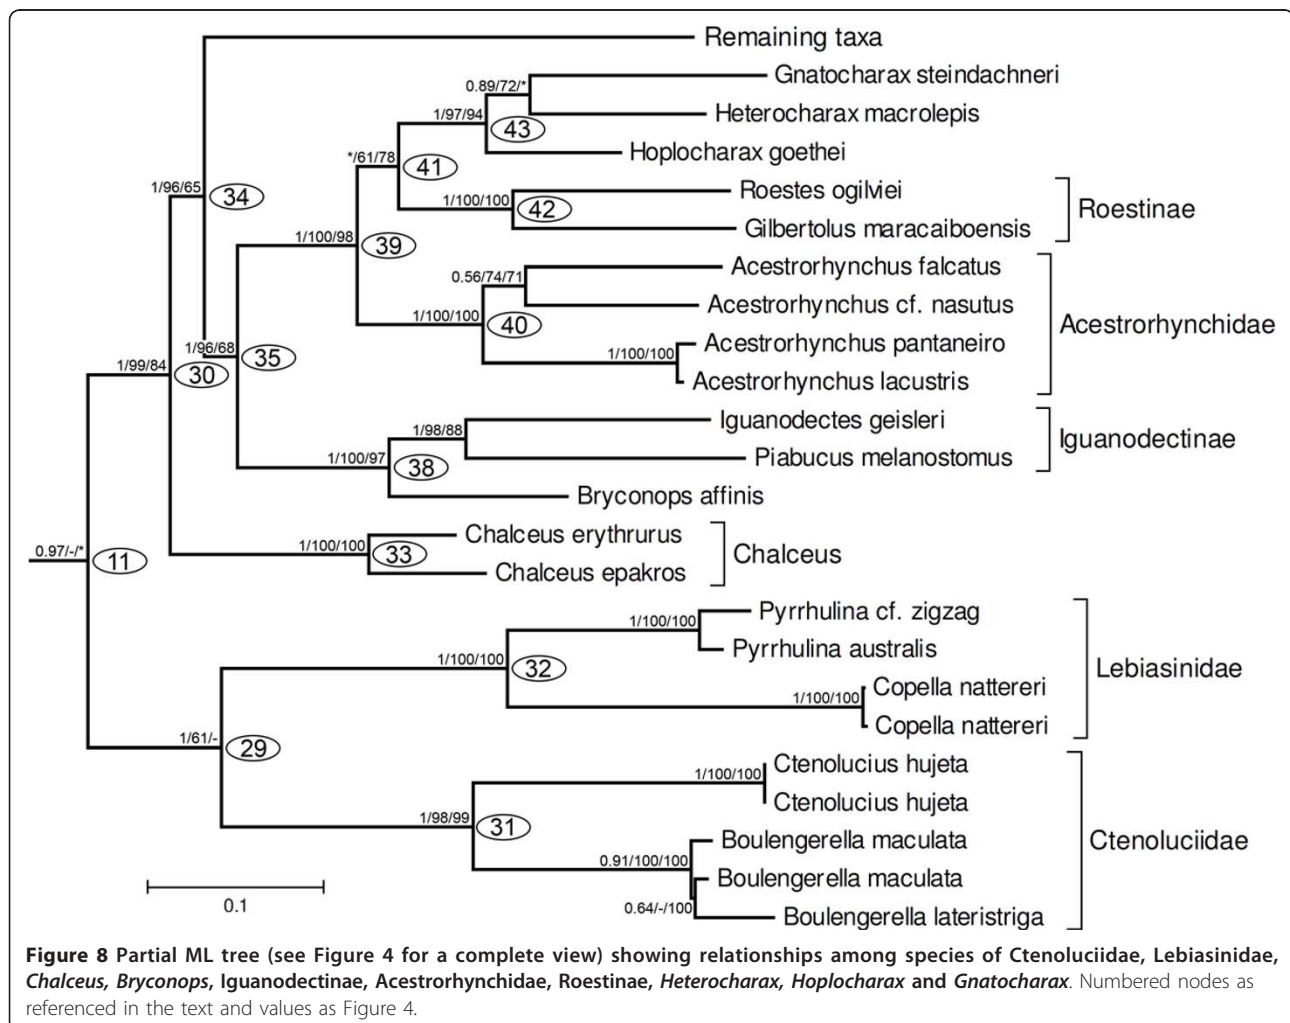 Remaining taxa
Gnatocharax steindachneri
0.89/72/*
Heterocharax macrolepis
1/97/94
43
Hoplocharax goethei
*/61/78
41
Roestes ogilviei
1/96/65
34
1/100/100
42
Roestinae
Gilbertolus maracaiboensis
1/100/98
39
Acestrorhynchus falcatus
0.56/74/71
Acestrorhynchus cf. nasutus
1/100/100
40
Acestrorhynchidae
Acestrorhynchus pantaneiro
1/96/68
35
1/100/100
1/99/84
30
Acestrorhynchus lacustris
Iguanodectes geisleri
1/98/88
Iguanodectinae
1/100/97
38
Piabucus melanostomus
Bryconops affinis
Chalceus erythrurus
1/100/100
33
Chalceus
0.97/-/*
11
Chalceus epakros
Pyrrhulina cf. zigzag
1/100/100
Pyrrhulina australis
1/100/100
32
Lebiasinidae
Copella nattereri
1/100/100
Copella nattereri
1/61/-
29
Ctenolucius hujeta
1/100/100
Ctenolucius hujeta
1/98/99
31
Boulengerella maculata
Ctenoluciidae
0.91/100/100
Boulengerella maculata
0.64/-/100
Boulengerella lateristriga
0.1
Figure 8 Partial ML tree (see Figure 4 for a complete view) showing relationships among species of Ctenoluciidae, Lebiasinidae,
Chalceus, Bryconops, Iguanodectinae, Acestrorhynchidae, Roestinae, Heterocharax, Hoplocharax and Gnatocharax. Numbered nodes as
referenced in the text and values as Figure 4.